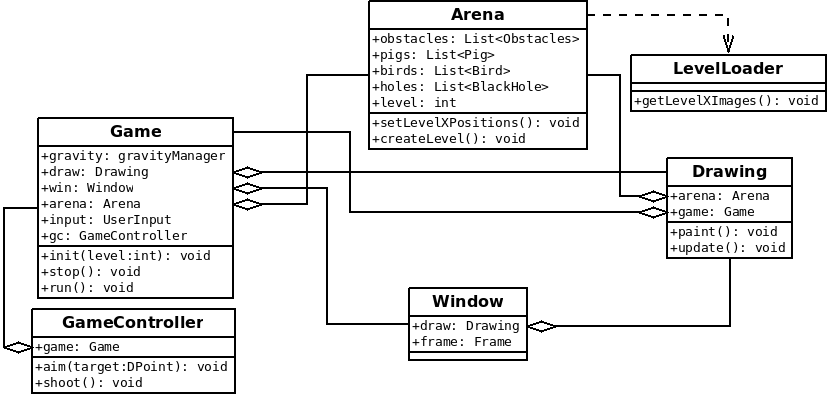 Arena
+obstacles: List<Obstacles>
+pigs: List<Pig>
+birds: List<Bird>
+holes: List<BlackHole>
+level: int
+setLevelXPositions(): void
+createLevel(): void
LevelLoader
+getLevelXImages(): void
Game
+gravity: gravityManager
+draw: Drawing
+win: Window
+arena: Arena
+input: UserInput
+gc: GameController
+init(level:int): void
+stop(): void
+run(): void
Drawing
+arena: Arena
+game: Game
+paint(): void
+update(): void
Window
+draw: Drawing
+frame: Frame
GameController
+game: Game
+aim(target:DPoint): void
+shoot(): void